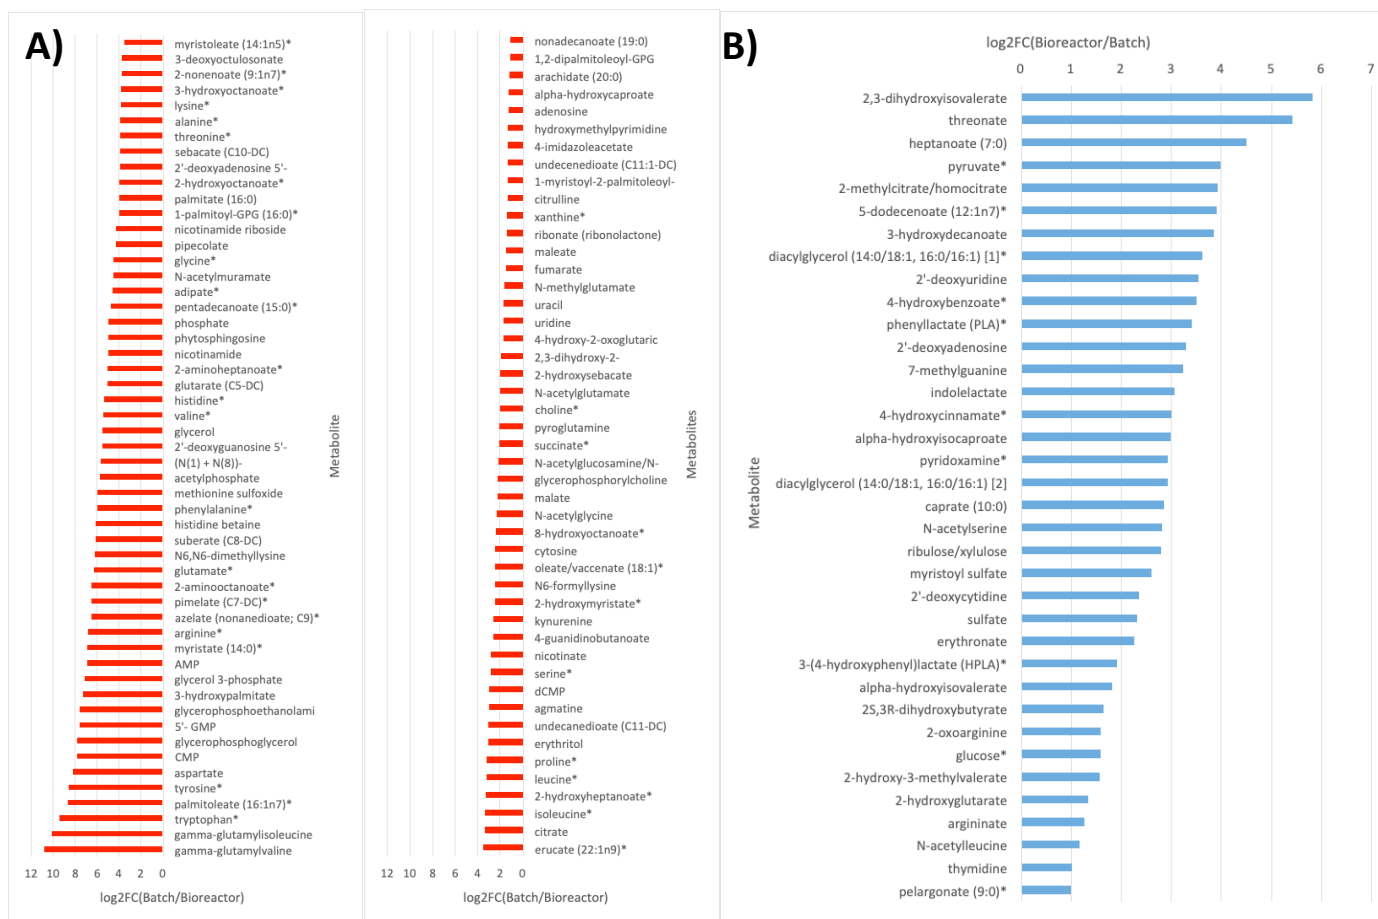 A)
myristoleate (14:1n5)*
3-deoxyoctulosonate
2-nonenoate (9:1n7)*
3-hydroxyoctanoate*
lysine*
alanine*
threonine*
sebacate (C10-DC)
2'-deoxyadenosine 5'-
2-hydroxyoctanoate*
palmitate (16:0)
1-palmitoyl-GPG (16:0)*
nicotinamide riboside
pipecolate
glycine*
N-acetylmuramate
adipate*
pentadecanoate (15:0)*
phosphate
phytosphingosine
nicotinamide
2-aminoheptanoate*
glutarate (C5-DC)
histidine*
valine*
glycerol
2'-deoxyguanosine 5'-
(N(1) + N(8))-
acetylphosphate
methionine sulfoxide
phenylalanine*
histidine betaine
suberate (C8-DC)
N6,N6-dimethyllysine
glutamate*
2-aminooctanoate*
pimelate (C7-DC)*
azelate (nonanedioate; C9)*
arginine*
myristate (14:0)*
AMP
glycerol 3-phosphate
3-hydroxypalmitate
glycerophosphoethanolami
5'- GMP
glycerophosphoglycerol
CMP
aspartate
tyrosine*
palmitoleate (16:1n7)*
tryptophan*
gamma-glutamylisoleucine
gamma-glutamylvaline
Metabolite
12 10 8 6 4 2 0
log2FC(Batch/Bioreactor)
nonadecanoate (19:0)
1,2-dipalmitoleoyl-GPG
arachidate (20:0)
alpha-hydroxycaproate
adenosine
hydroxymethylpyrimidine
4-imidazoleacetate
undecenedioate (C11:1-DC)
1-myristoyl-2-palmitoleoyl-
citrulline
xanthine*
ribonate (ribonolactone)
maleate
fumarate
N-methylglutamate
uracil
uridine
4-hydroxy-2-oxoglutaric
2,3-dihydroxy-2-
2-hydroxysebacate
N-acetylglutamate
choline*
pyroglutamine
succinate*
N-acetylglucosamine/N-
glycerophosphorylcholine
malate
N-acetylglycine
8-hydroxyoctanoate*
cytosine
oleate/vaccenate (18:1)*
N6-formyllysine
2-hydroxymyristate*
kynurenine
4-guanidinobutanoate
nicotinate
serine*
dCMP
agmatine
undecanedioate (C11-DC)
erythritol
proline*
leucine*
2-hydroxyheptanoate*
isoleucine*
citrate
erucate (22:1n9)*
Metabolites
12 10 8 6 4 2 0
log2FC(Batch/Bioreactor)
B)
log2FC(Bioreactor/Batch)
0 1 2 3 4 5 6 7
2,3-dihydroxyisovalerate
threonate
heptanoate (7:0)
pyruvate*
2-methylcitrate/homocitrate
5-dodecenoate (12:1n7)*
3-hydroxydecanoate
diacylglycerol (14:0/18:1, 16:0/16:1) [1]*
2'-deoxyuridine
4-hydroxybenzoate*
phenyllactate (PLA)*
2'-deoxyadenosine
7-methylguanine
indolelactate
4-hydroxycinnamate*
alpha-hydroxyisocaproate
pyridoxamine*
diacylglycerol (14:0/18:1, 16:0/16:1) [2]
caprate (10:0)
N-acetylserine
ribulose/xylulose
myristoyl sulfate
2'-deoxycytidine
sulfate
erythronate
3-(4-hydroxyphenyl)lactate (HPLA)*
alpha-hydroxyisovalerate
2S,3R-dihydroxybutyrate
2-oxoarginine
glucose*
2-hydroxy-3-methylvalerate
2-hydroxyglutarate
argininate
N-acetylleucine
thymidine
pelargonate (9:0)*
Metabolite